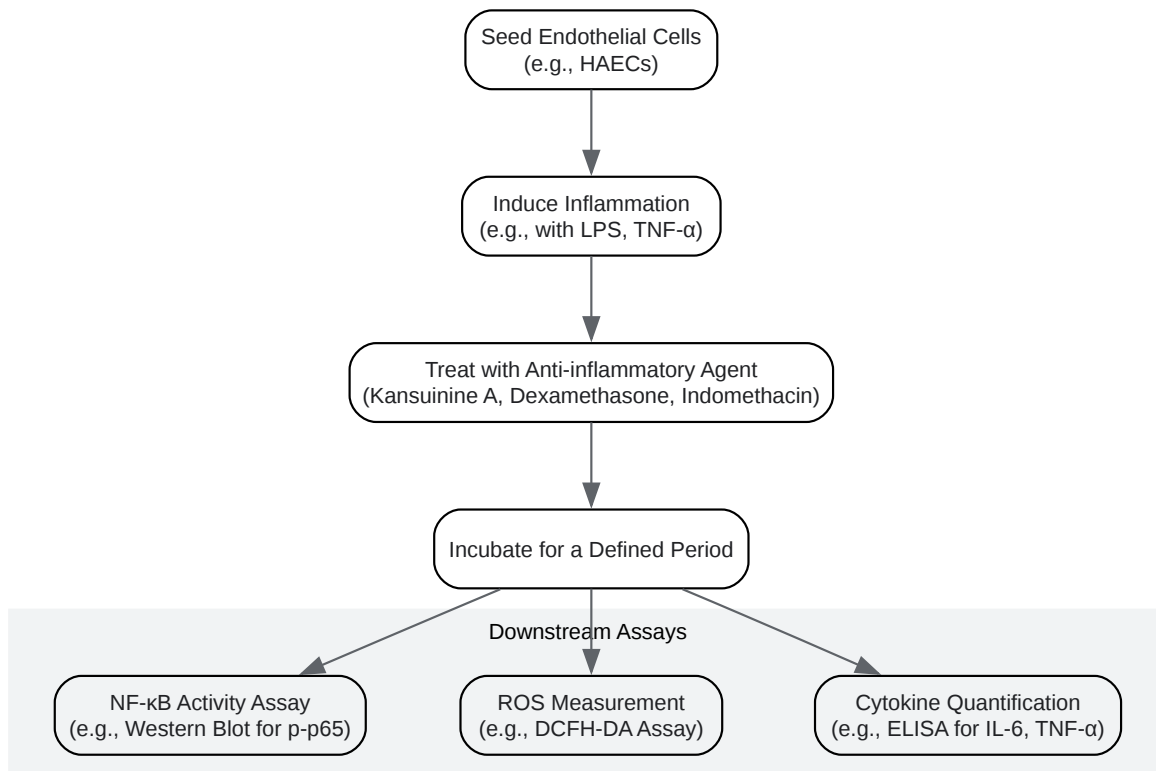 Seed Endothelial Cells
(e.g., HAECs)
Induce Inflammation
(e.g., with LPS, TNF-α)
Treat with Anti-inflammatory Agent
(Kansuinine A, Dexamethasone, Indomethacin)
Incubate for a Defined Period
Downstream Assays
NF-κB Activity Assay
(e.g., Western Blot for p-p65)
ROS Measurement
(e.g., DCFH-DA Assay)
Cytokine Quantification
(e.g., ELISA for IL-6, TNF-α)